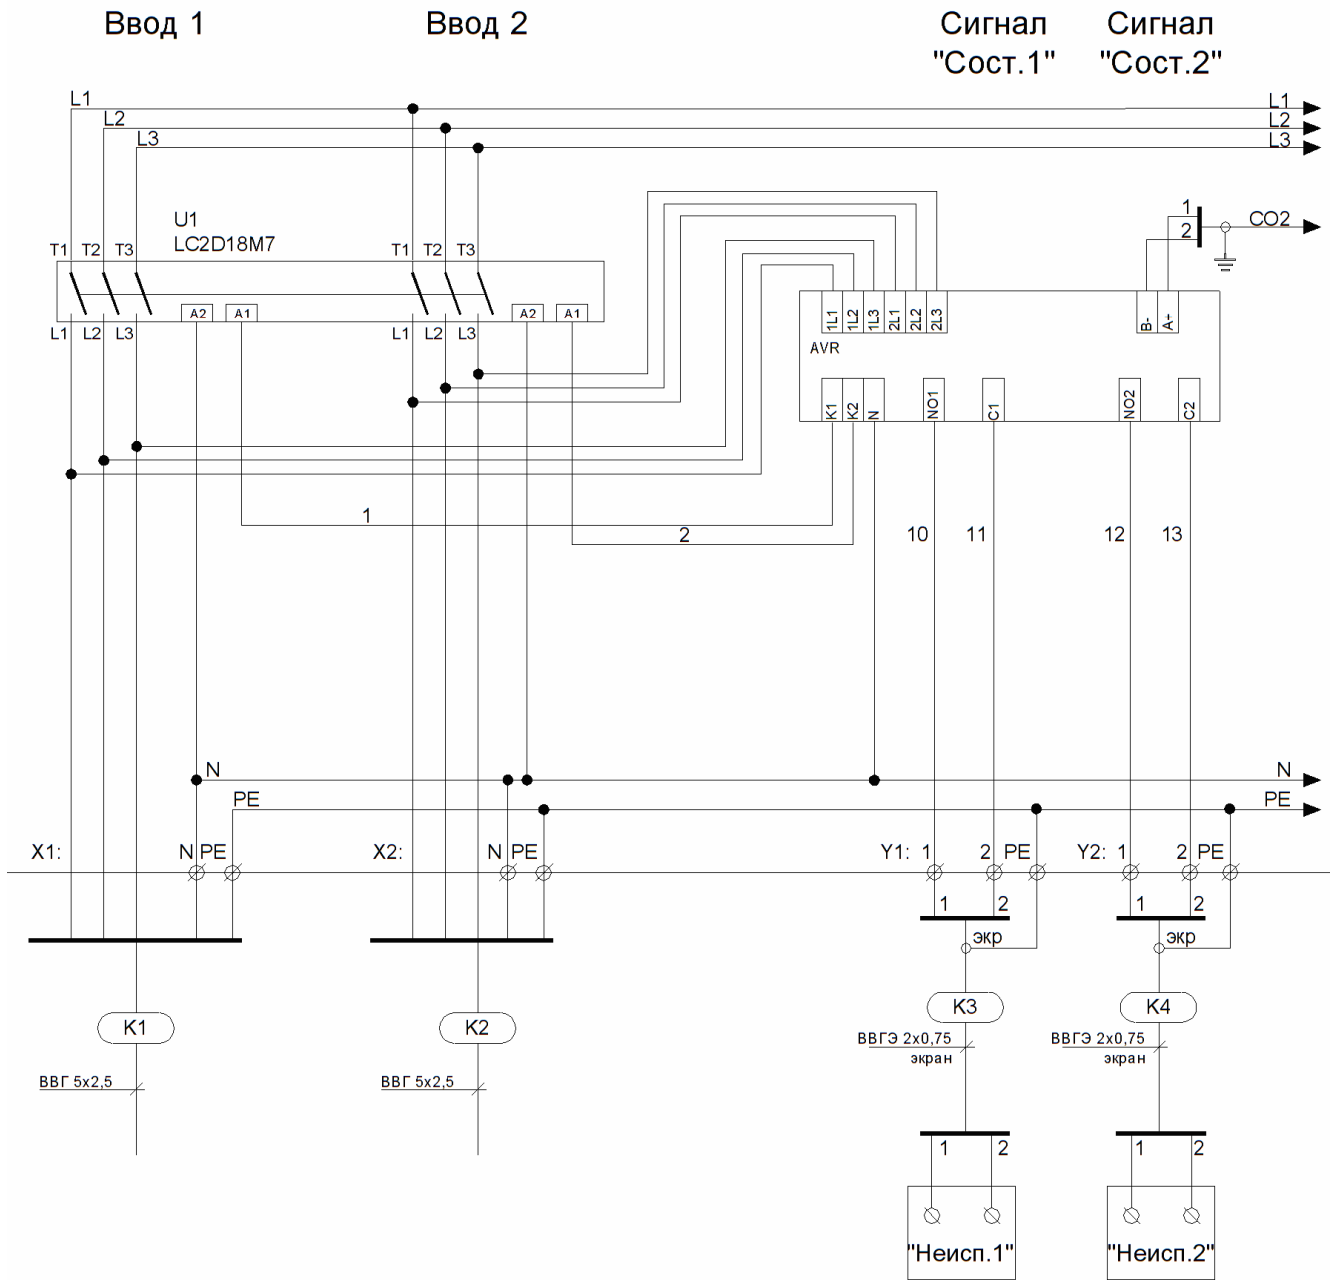 Ввод 1
Ввод 2
Сигнал
"Сост.1"
Сигнал
"Сост.2"
L1
L1
L2
L2
L3
L3
1
2
CO2
U1
LC2D18M7
T1 T2 T3
T1 T2 T3
A2 A1
A2 A1
L1 L2 L3
L1 L2 L3
1L1 1L2 1L3 2L1 2L2 2L3
B- A+
AVR
K1 K2 N NO1 C1 NO2 C2
1
2
10 11 12 13
N
N
PE
PE
X1: N PE
X2: N PE
Y1: 1 2 PE
Y2: 1 2 PE
1 2
1 2
экр
экр
K1
K2
K3
K4
ВВГЭ 2x0,75
экран
ВВГЭ 2x0,75
экран
ВВГ 5x2,5
ВВГ 5x2,5
1 2
1 2
"Неисп.1"
"Неисп.2"